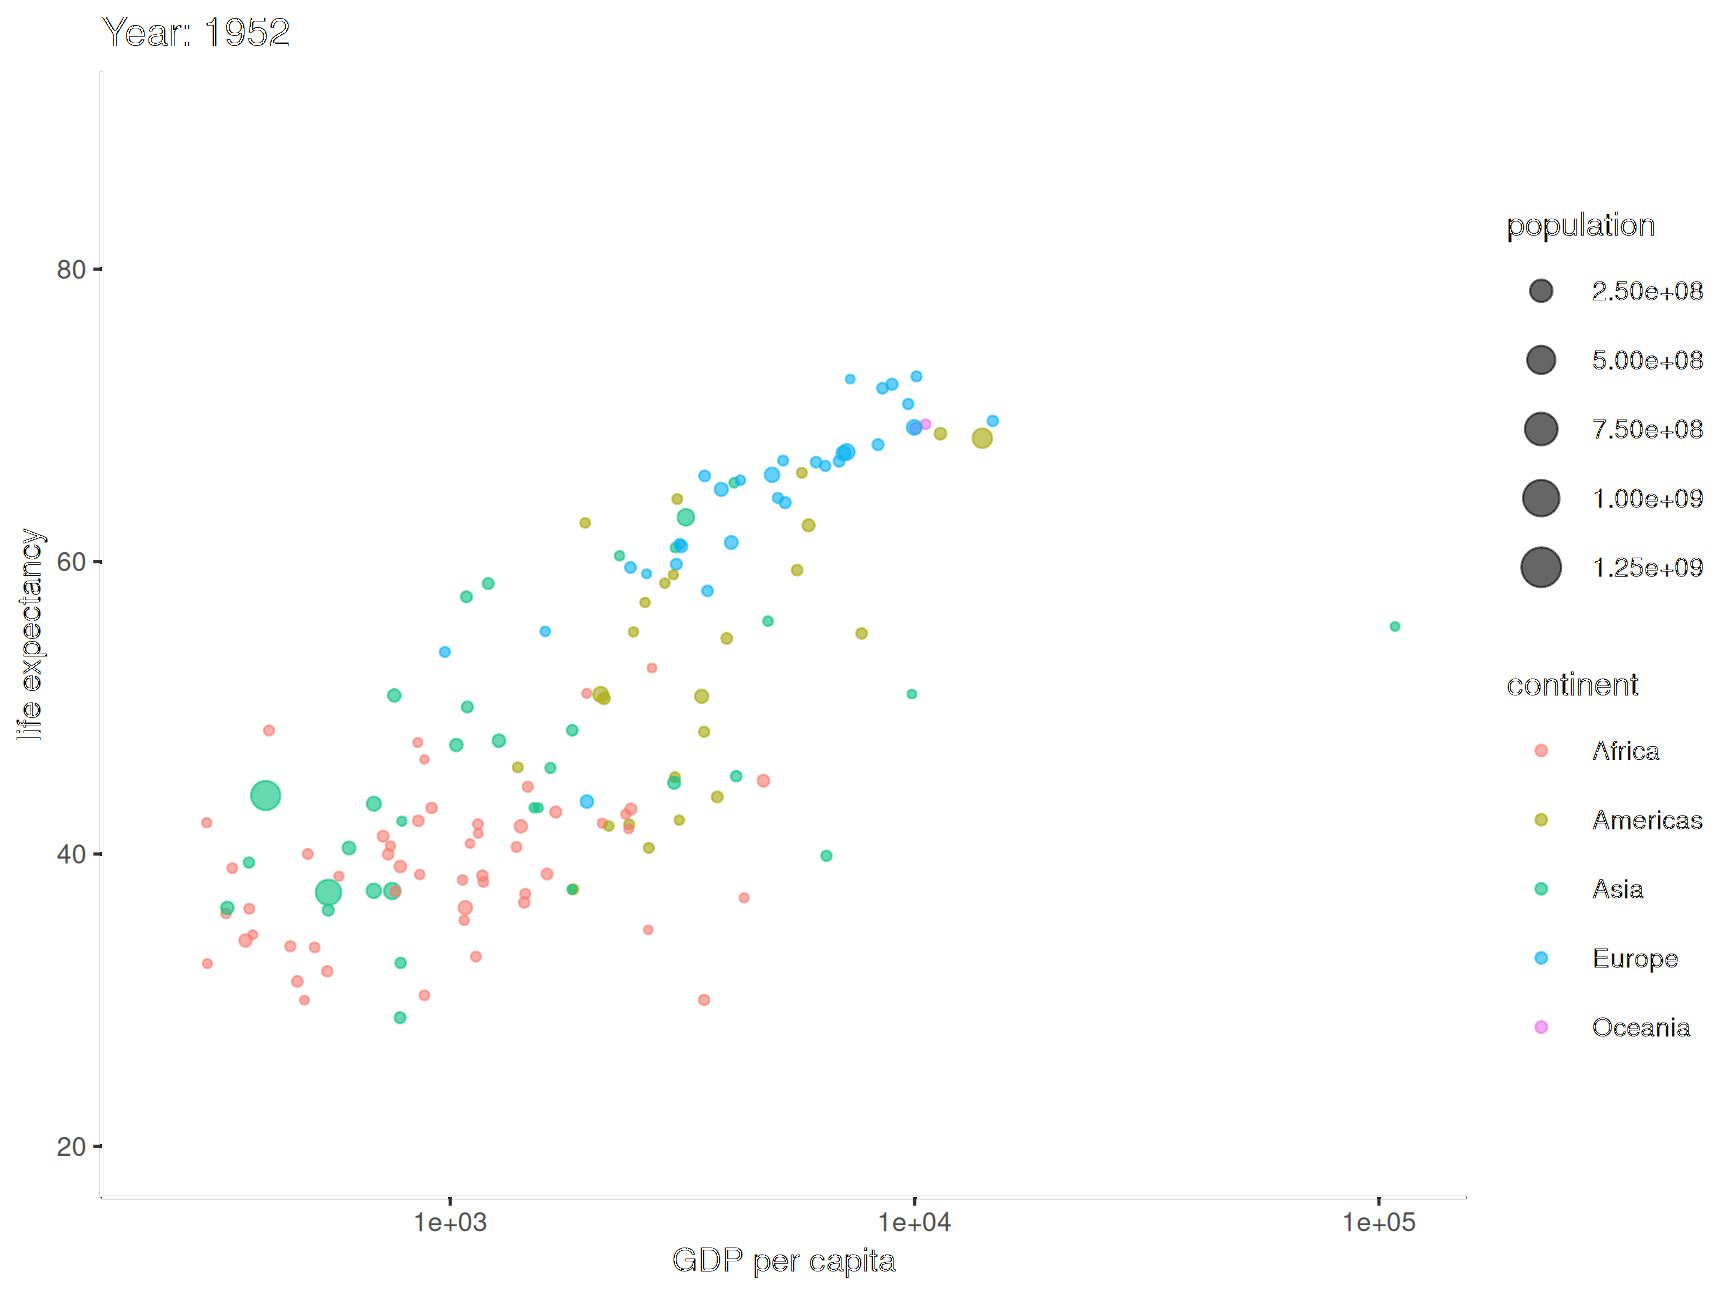 Year: 1952
life expectancy
80
60
40
20
1e+03
1e+04
1e+05
GDP per capita
population
2.50e+08
5.00e+08
7.50e+08
1.00e+09
1.25e+09
continent
Africa
Americas
Asia
Europe
Oceania